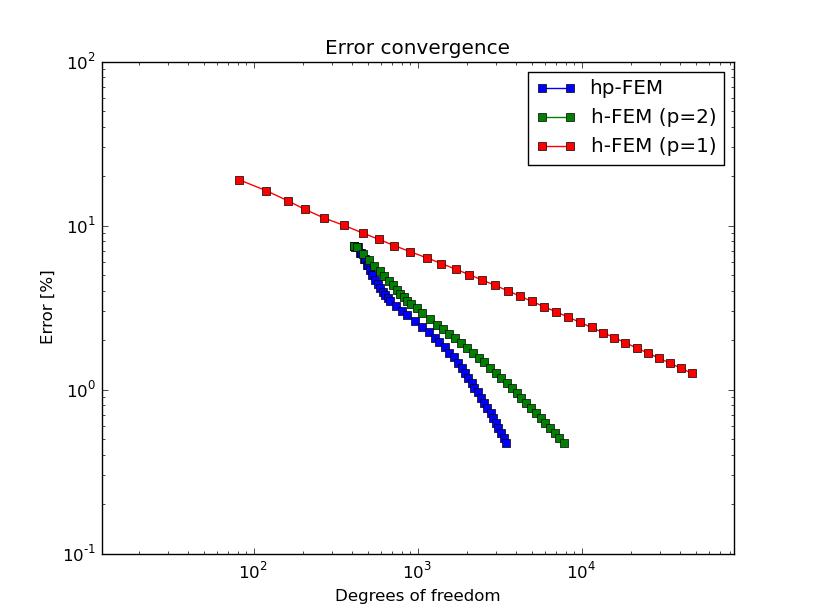 Error convergence
10^2
hp-FEM
h-FEM (p=2)
h-FEM (p=1)
10^1
Error [%]
10^0
10^-1
10^2
10^3
10^4
Degrees of freedom